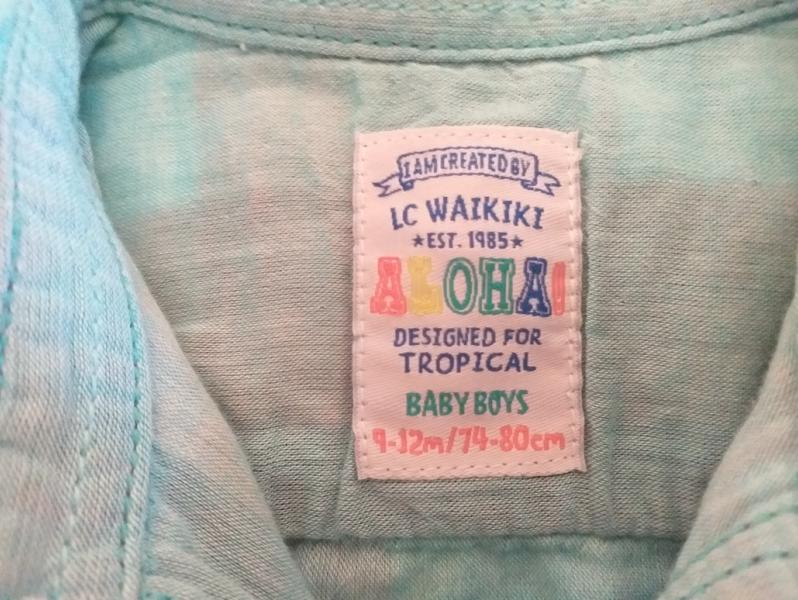 I AM CREATED BY
LC WAIKIKI
★EST. 1985★
ALOHA!
DESIGNED FOR
TROPICAL
BABY BOYS
9-12m/74-80cm